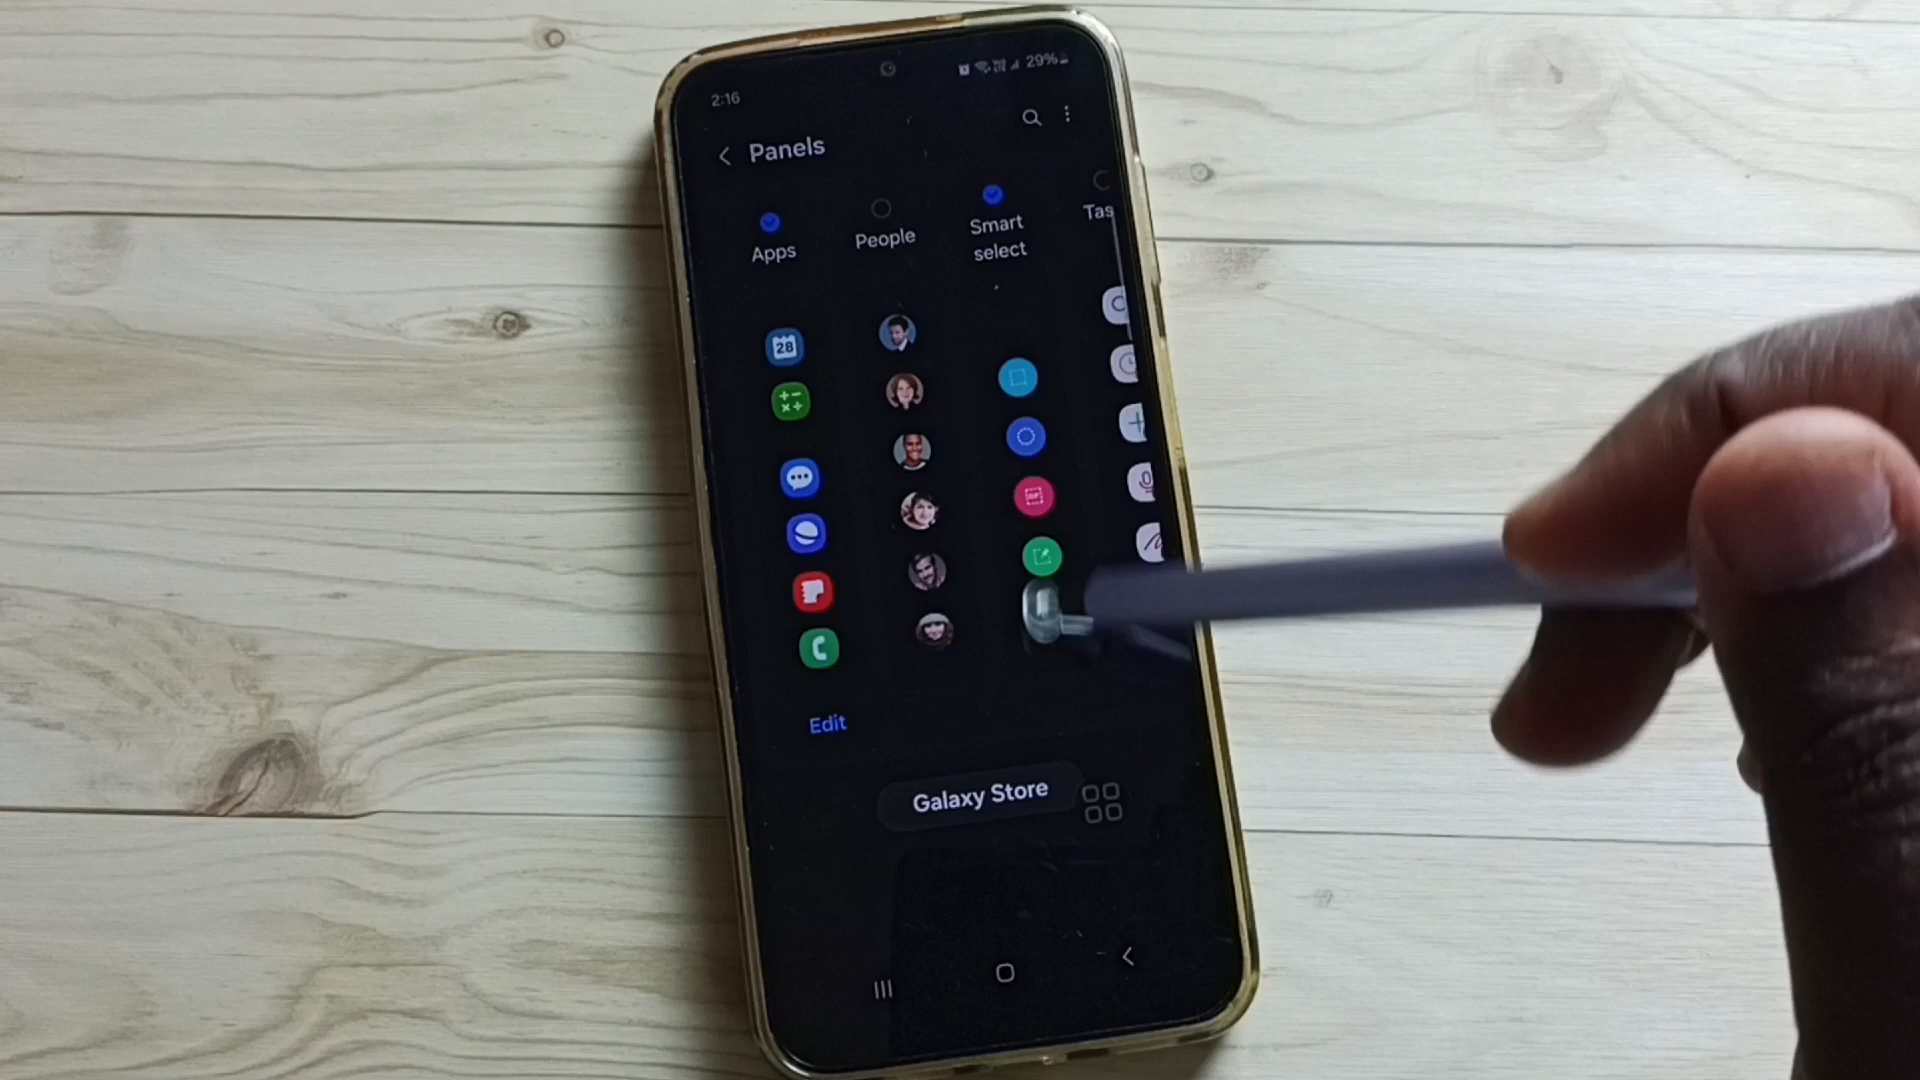 2:16
29%
Panels
Apps
People
Smart
select
Tas
28
Edit
Galaxy Store